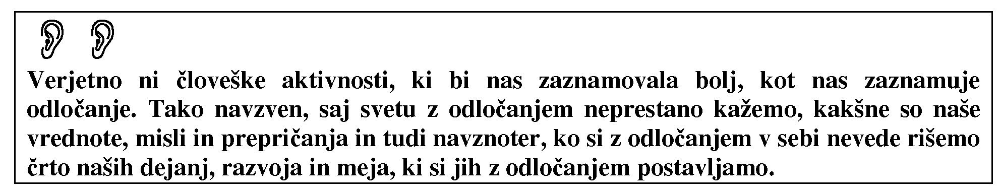 Verjetno ni človeške aktivnosti, ki bi nas zaznamovala bolj, kot nas zaznamuje
odločanje. Tako navzven, saj svetu z odločanjem neprestano kažemo, kakšne so naše
vrednote, misli in prepričanja in tudi navznoter, ko si z odločanjem v sebi nevede rišemo
črto naših dejanj, razvoja in meja, ki si jih z odločanjem postavljamo.